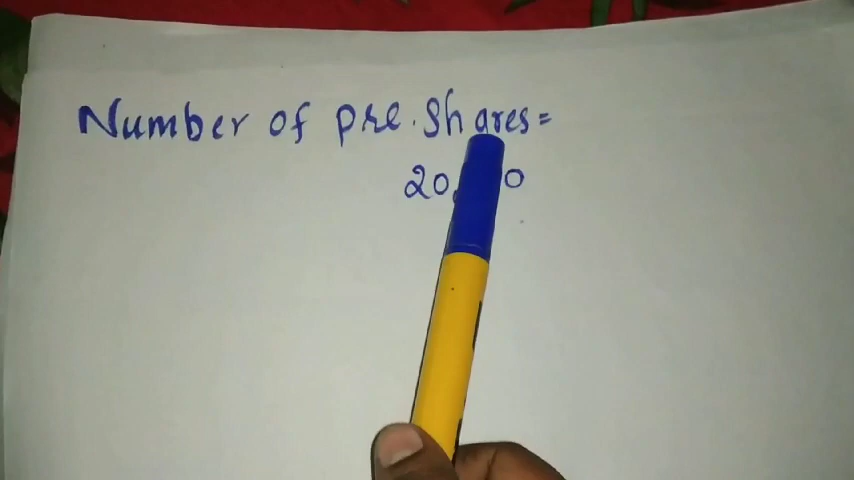 Number of pre. Shares =